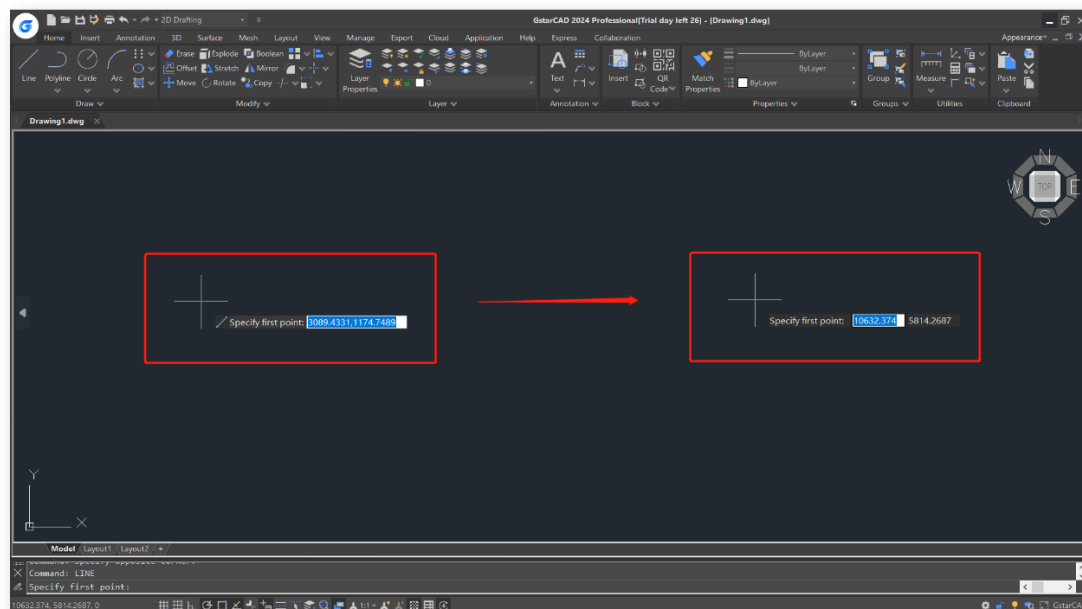 2D Drafting
GstarCAD 2024 Professional[Trial day left 26] - [Drawing1.dwg]
Home Insert Annotation 3D Surface Mesh Layout View Manage Export Cloud Application Help Express Collaboration Appearance
Erase Explode Boolean
Offset Stretch Mirror
Move Rotate Copy
Line Polyline Circle Arc
Layer Properties
0
Text
Insert
QR Code
Match Properties
ByLayer
ByLayer
ByLayer
Group
Measure
Paste
Draw Modify Layer Annotation Block Properties Groups Utilities Clipboard
Drawing1.dwg
N
W TOP E
S
Specify first point: 3089.4331,1174.7489
Specify first point: 10632.374 5814.2687
Y
X
Model Layout1 Layout2 +
Command: LINE
Specify first point:
10632.374, 5814.2687, 0
1:1
GstarCA